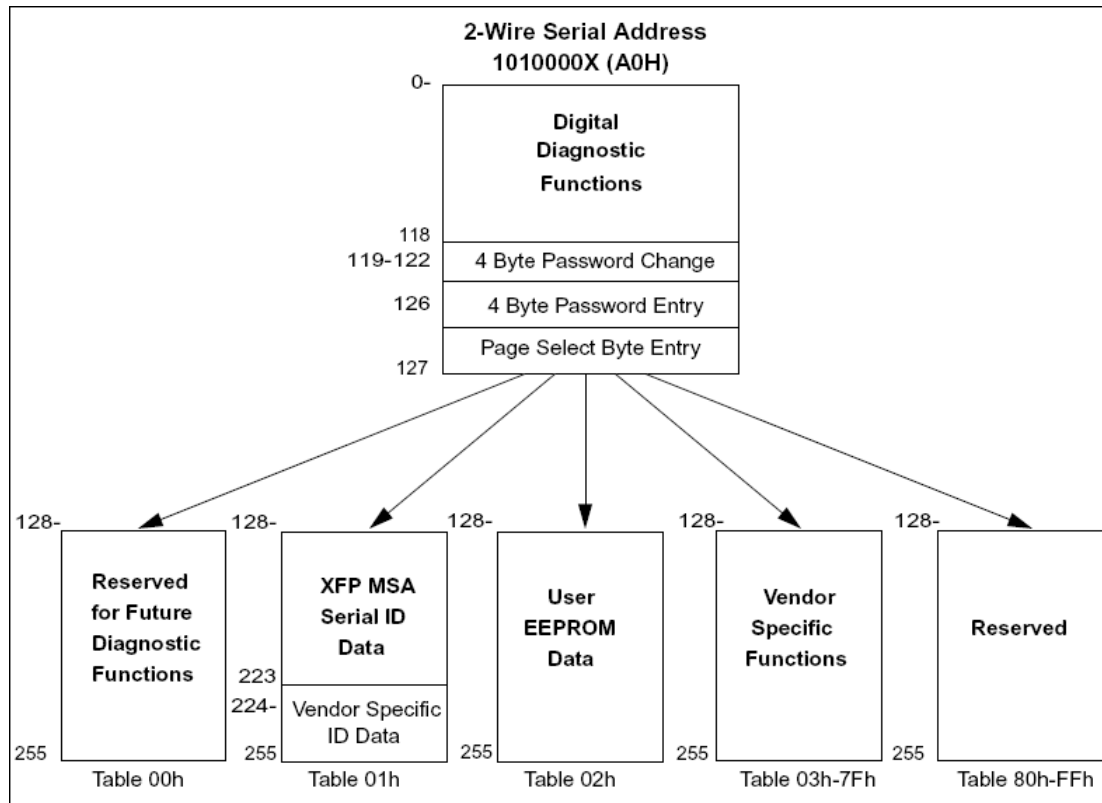 2-Wire Serial Address
1010000X (A0H)
0-
Digital
Diagnostic
Functions
118
119-122
4 Byte Password Change
126
4 Byte Password Entry
Page Select Byte Entry
127
128-
Reserved
for Future
Diagnostic
Functions
255
Table 00h
128-
XFP MSA
Serial ID
Data
223
224-
Vendor Specific
ID Data
255
Table 01h
128-
User
EEPROM
Data
255
Table 02h
128-
Vendor
Specific
Functions
255
Table 03h-7Fh
128-
Reserved
255
Table 80h-FFh